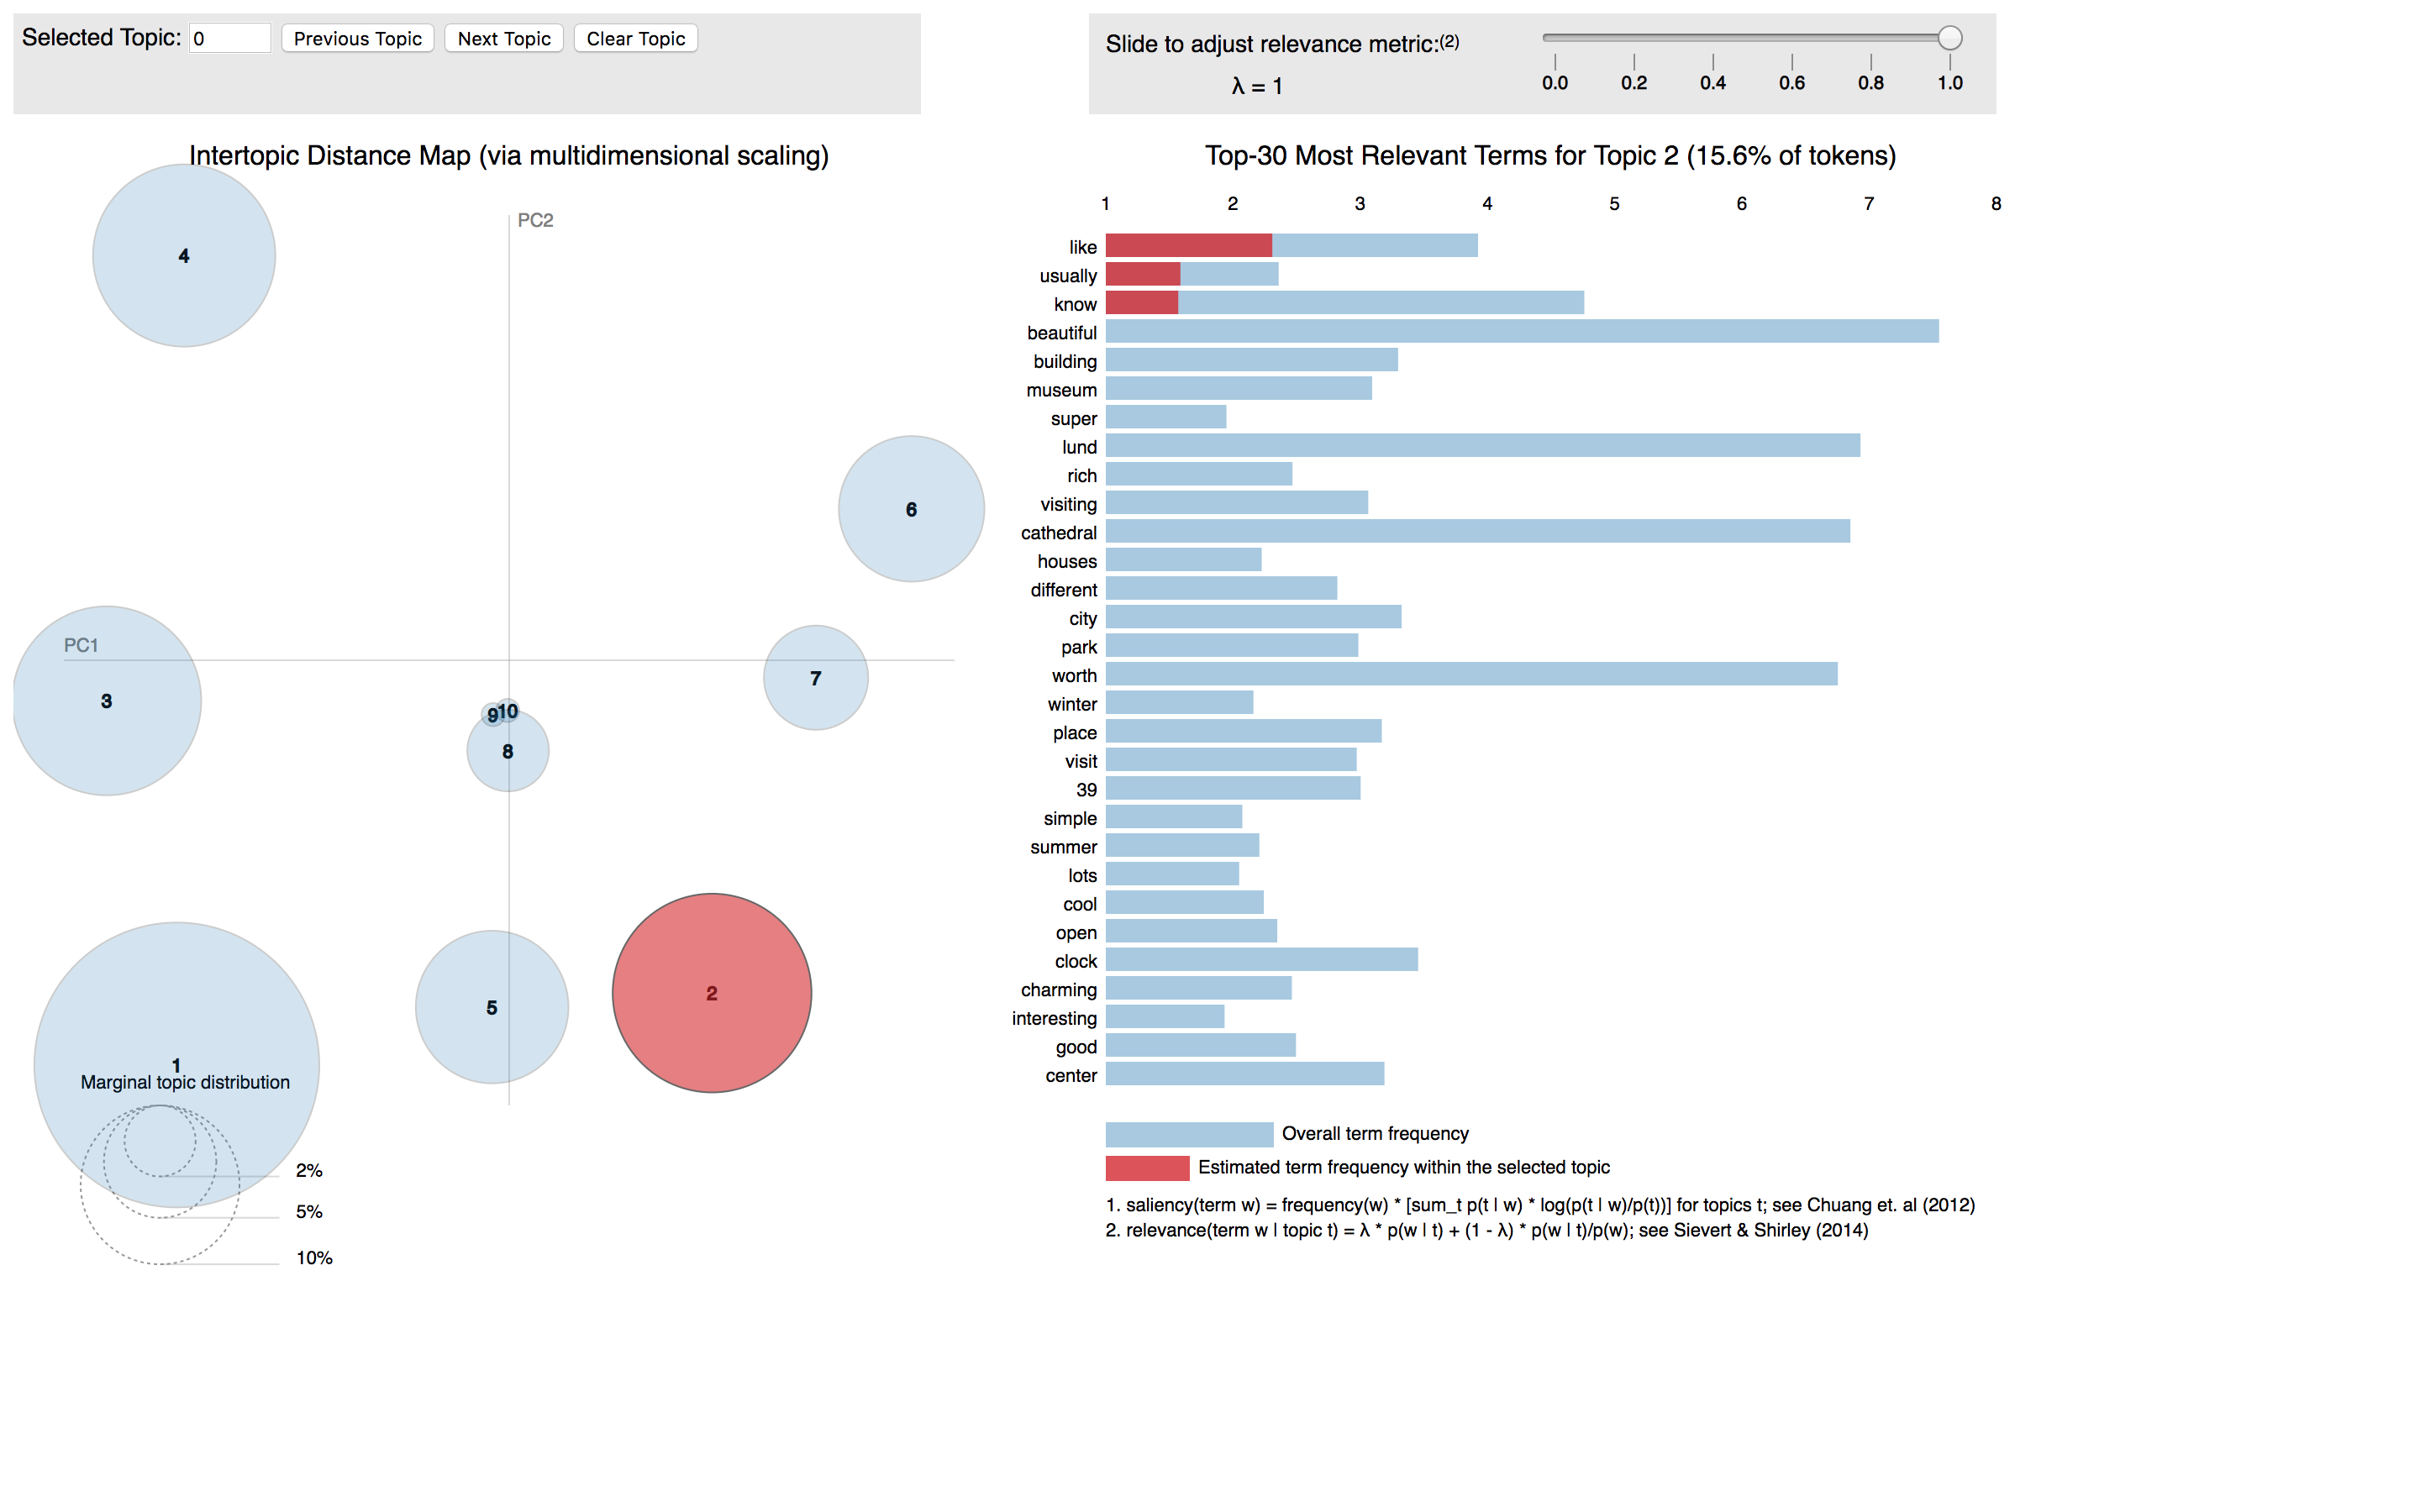 Selected Topic: 0 Previous Topic Next Topic Clear Topic
Slide to adjust relevance metric:(2)
λ = 1
0.0 0.2 0.4 0.6 0.8 1.0
Intertopic Distance Map (via multidimensional scaling)
PC2
PC1
4
6
3
7
9
10
8
5
2
1
Marginal topic distribution
2%
5%
10%
Top-30 Most Relevant Terms for Topic 2 (15.6% of tokens)
1 2 3 4 5 6 7 8
like
usually
know
beautiful
building
museum
super
lund
rich
visiting
cathedral
houses
different
city
park
worth
winter
place
visit
39
simple
summer
lots
cool
open
clock
charming
interesting
good
center
Overall term frequency
Estimated term frequency within the selected topic
1. saliency(term w) = frequency(w) * [sum_t p(t | w) * log(p(t | w)/p(t))] for topics t; see Chuang et. al (2012)
2. relevance(term w | topic t) = λ * p(w | t) + (1 - λ) * p(w | t)/p(w); see Sievert & Shirley (2014)